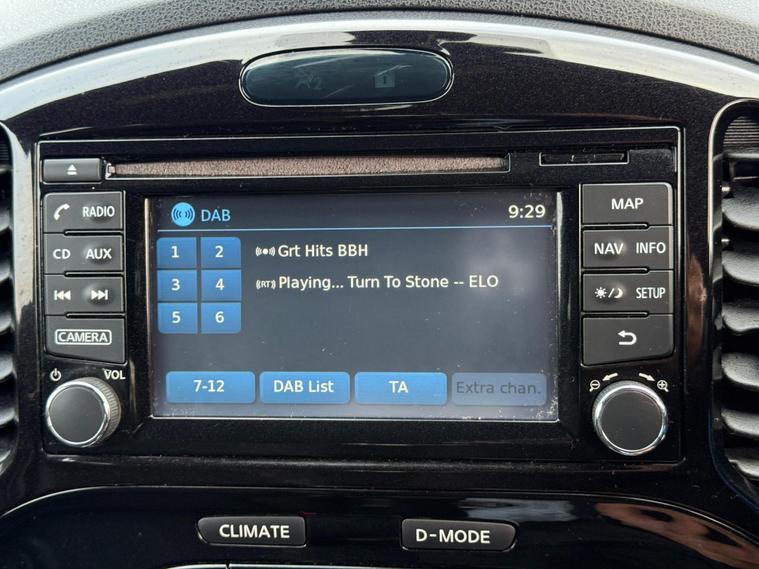 DAB 9:29
1 2 Grt Hits BBH
3 4 (RT) Playing... Turn To Stone -- ELO
5 6
7-12 DAB List TA Extra chan.
RADIO
CD AUX
CAMERA
VOL
MAP
NAV INFO
SETUP
CLIMATE D-MODE